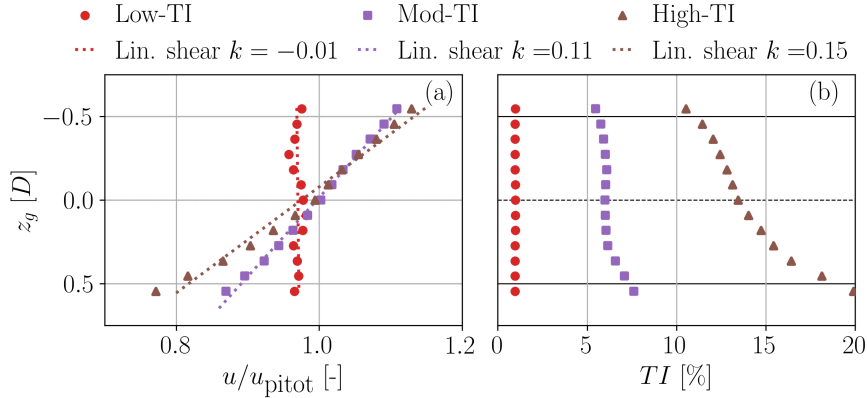 Low-TI Mod-TI High-TI
Lin. shear k = −0.01 Lin. shear k =0.11 Lin. shear k =0.15
(a) (b)
−0.5
0.0
0.5
z_g [D]
0.8 1.0 1.2 0 5 10 15 20
u/u_pitot [-] TI [%]